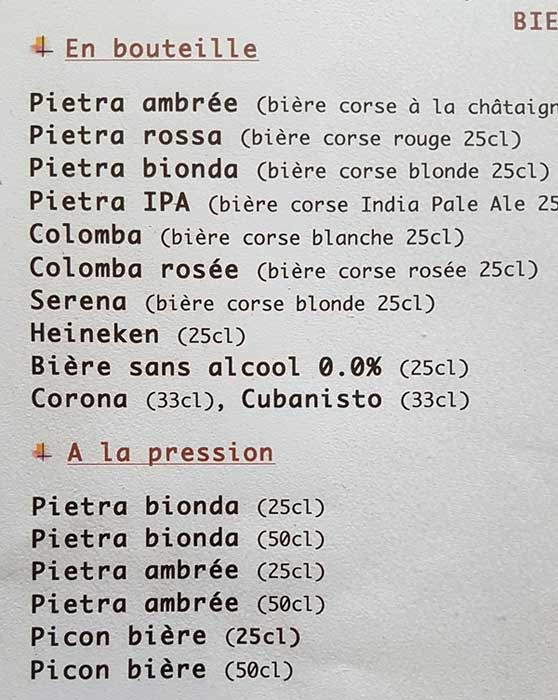 BIE
En bouteille
Pietra ambrée (bière corse à la châtaign
Pietra rossa (bière corse rouge 25cl)
Pietra bionda (bière corse blonde 25cl)
Pietra IPA (bière corse India Pale Ale 25
Colomba (bière corse blanche 25cl)
Colomba rosée (bière corse rosée 25cl)
Serena (bière corse blonde 25cl)
Heineken (25cl)
Bière sans alcool 0.0% (25cl)
Corona (33cl), Cubanisto (33cl)
A la pression
Pietra bionda (25cl)
Pietra bionda (50cl)
Pietra ambrée (25cl)
Pietra ambrée (50cl)
Picon bière (25cl)
Picon bière (50cl)